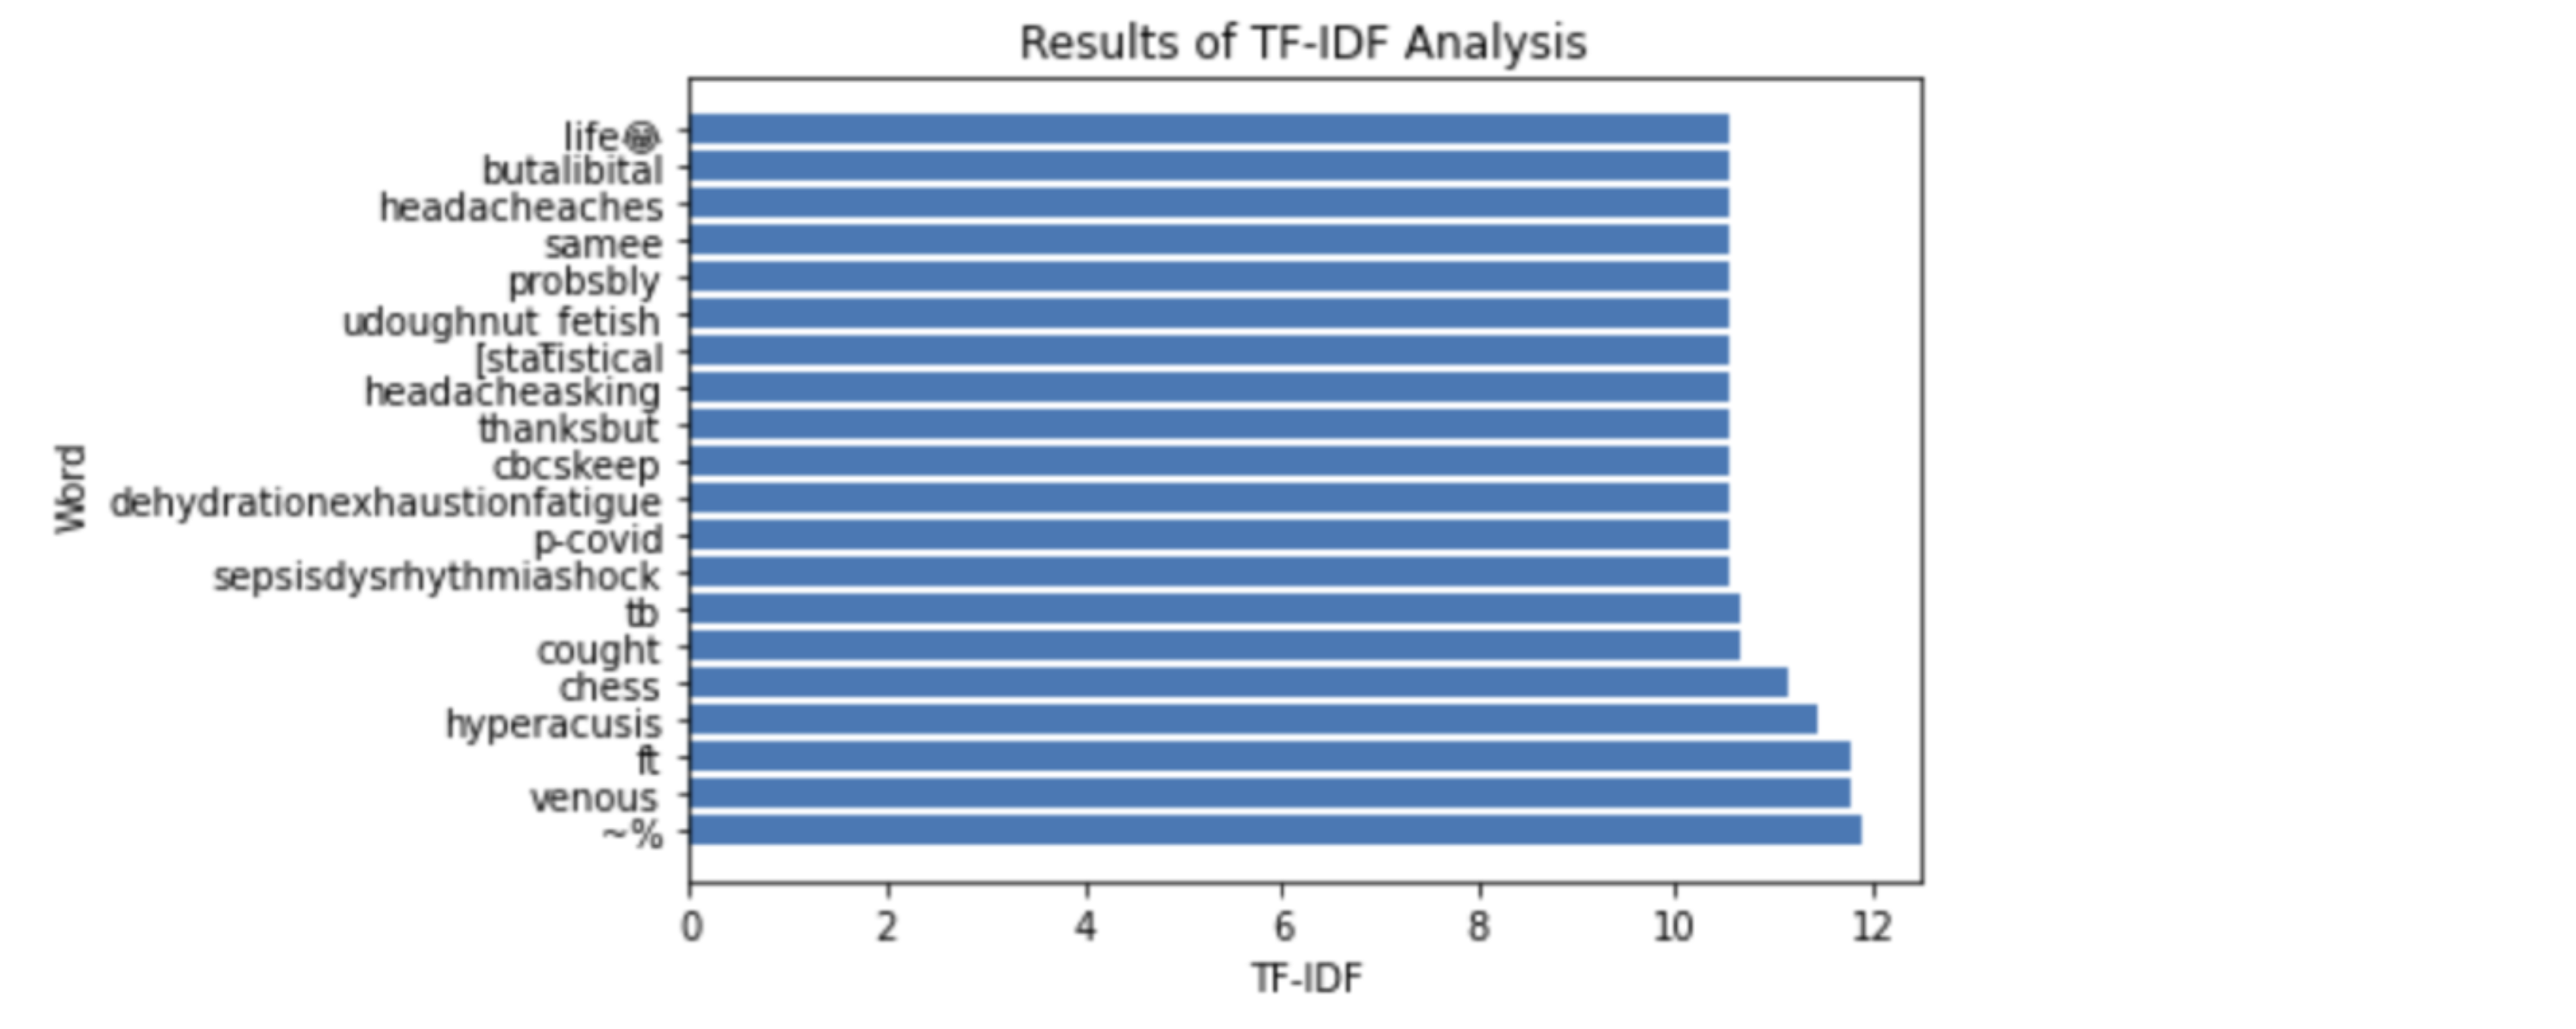 Results of TF-IDF Analysis
life😂
butalibital
headacheaches
samee
probsbly
udoughnut_fetish
[statistical
headacheasking
thanksbut
cbcskeep
dehydrationexhaustionfatigue
p-covid
sepsisdysrhythmiashock
tb
cought
chess
hyperacusis
ft
venous
~%
Word
0 2 4 6 8 10 12
TF-IDF